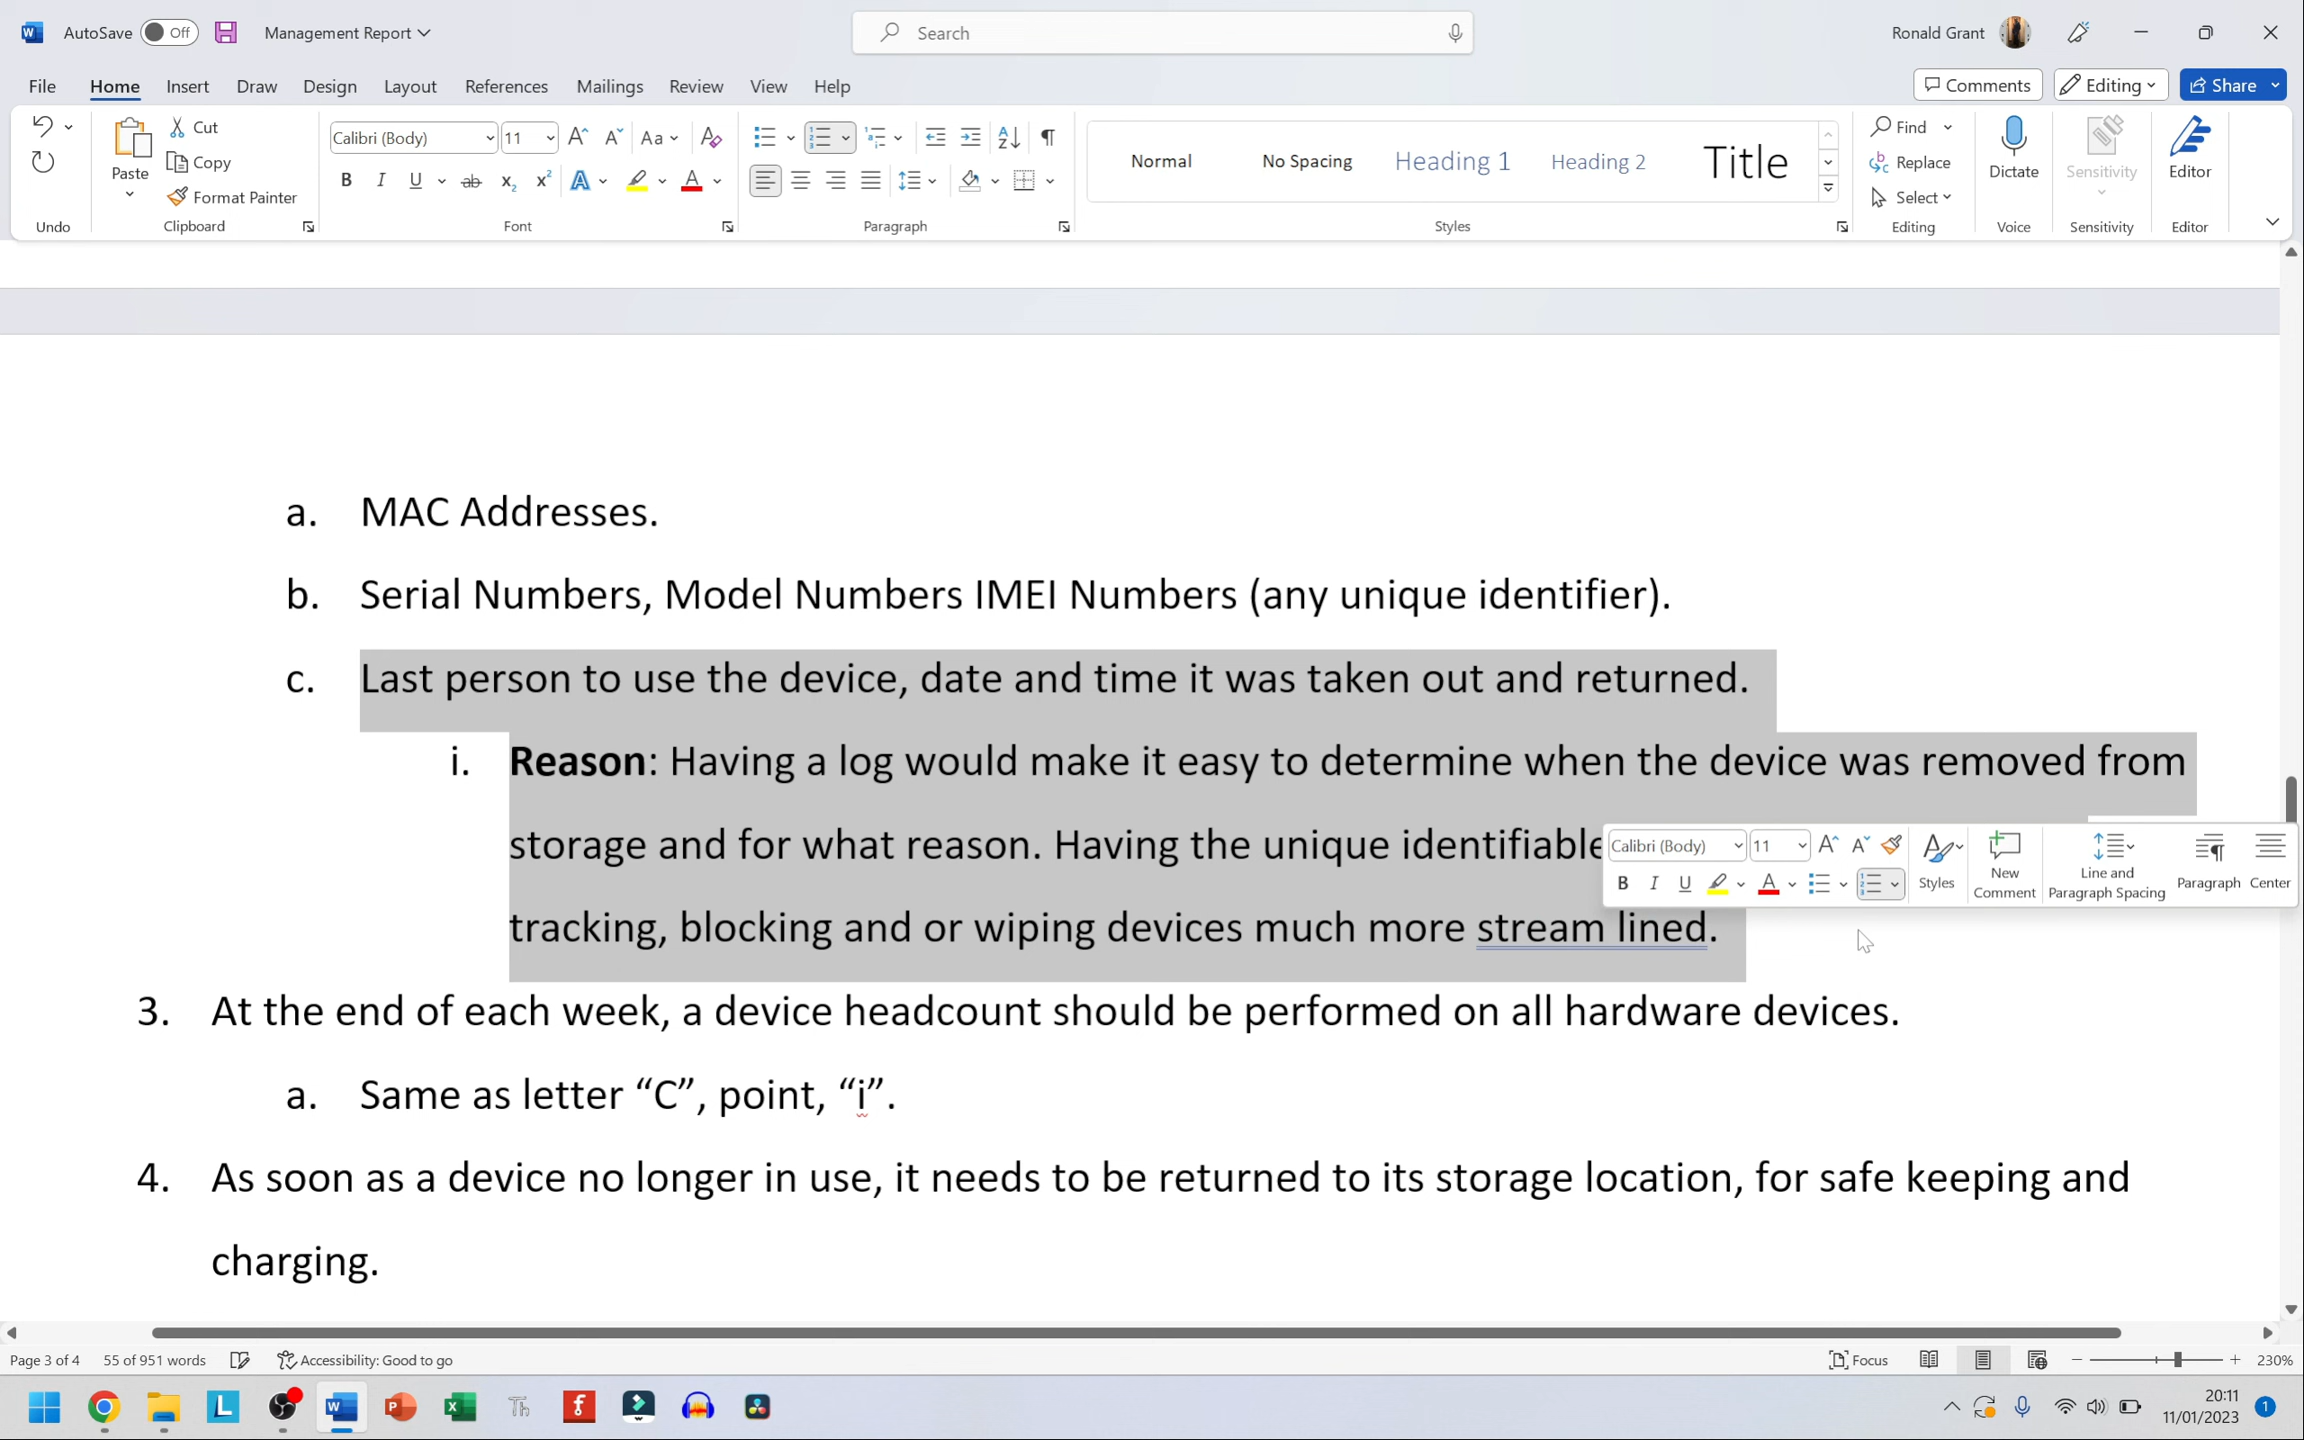 AutoSave Off Management Report Search Ronald Grant
File Home Insert Draw Design Layout References Mailings Review View Help Comments Editing Share
Paste Cut Copy Format Painter
Calibri (Body) 11 Aa
Normal No Spacing Heading 1 Heading 2 Title
Find Replace Select Dictate Sensitivity Editor
Undo Clipboard Font Paragraph Styles Editing Voice Sensitivity Editor
a. MAC Addresses.
b. Serial Numbers, Model Numbers IMEI Numbers (any unique identifier).
c. Last person to use the device, date and time it was taken out and returned.
i. Reason: Having a log would make it easy to determine when the device was removed from
storage and for what reason. Having the unique identifiable
tracking, blocking and or wiping devices much more stream lined.
Calibri (Body) 11
B I U Styles New Comment Line and Paragraph Spacing Paragraph Center
3. At the end of each week, a device headcount should be performed on all hardware devices.
a. Same as letter “C”, point, “i”.
4. As soon as a device no longer in use, it needs to be returned to its storage location, for safe keeping and
charging.
Page 3 of 4 55 of 951 words Accessibility: Good to go Focus 230%
20:11
11/01/2023 1